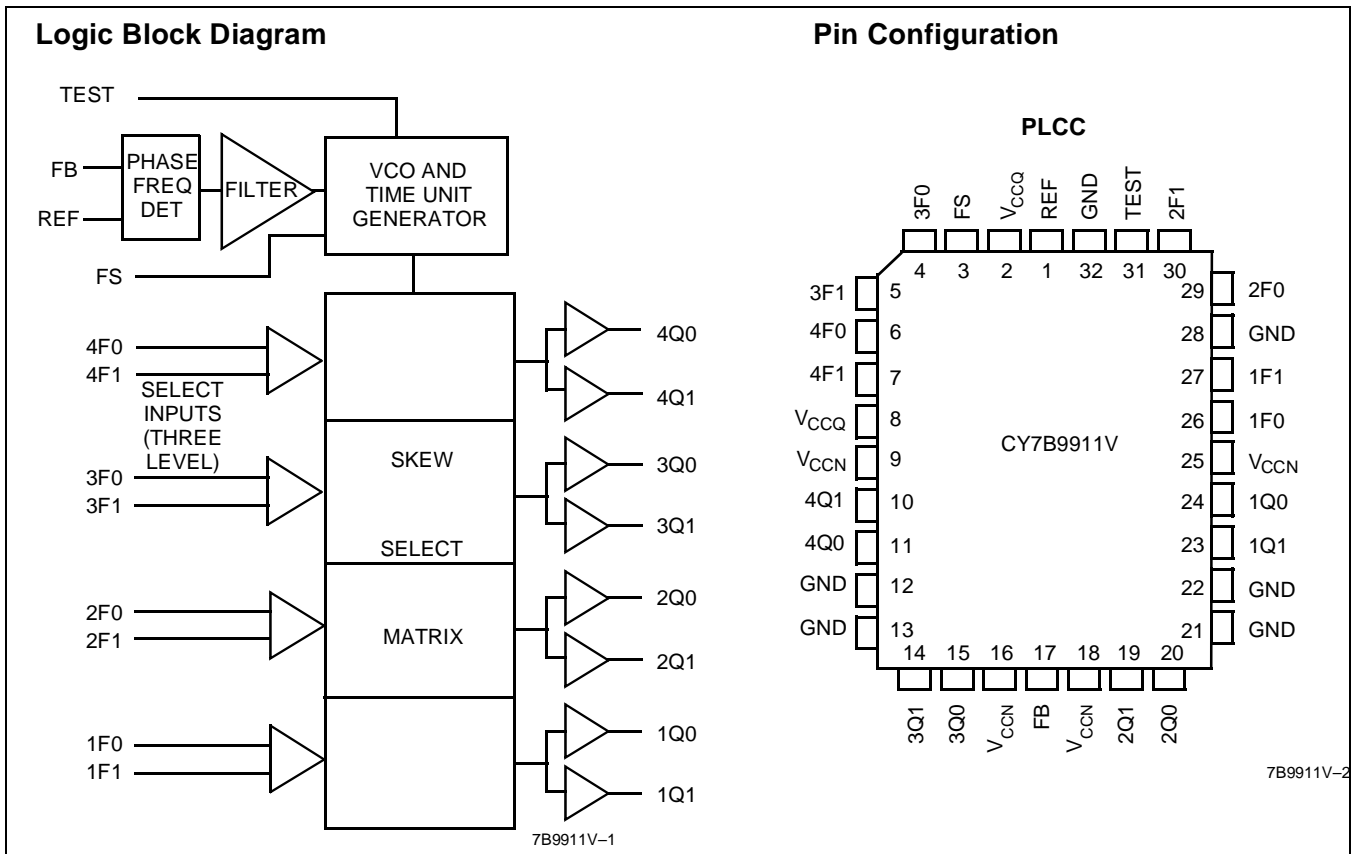 Logic Block Diagram
TEST
FB
REF
PHASE
FREQ
DET
FILTER
VCO AND
TIME UNIT
GENERATOR
FS
4F0
4F1
SELECT
INPUTS
(THREE
LEVEL)
3F0
3F1
2F0
2F1
1F0
1F1
SKEW
SELECT
MATRIX
4Q0
4Q1
3Q0
3Q1
2Q0
2Q1
1Q0
1Q1
7B9911V–1
Pin Configuration
PLCC
3F0
FS
VCCQ
REF
GND
TEST
2F1
4 3 2 1 32 31 30
3F1 5
4F0 6
4F1 7
VCCQ 8
VCCN 9
4Q1 10
4Q0 11
GND 12
GND 13
CY7B9911V
29 2F0
28 GND
27 1F1
26 1F0
25 VCCN
24 1Q0
23 1Q1
22 GND
21 GND
14 15 16 17 18 19 20
3Q1
3Q0
VCCN
FB
VCCN
2Q1
2Q0
7B9911V–2